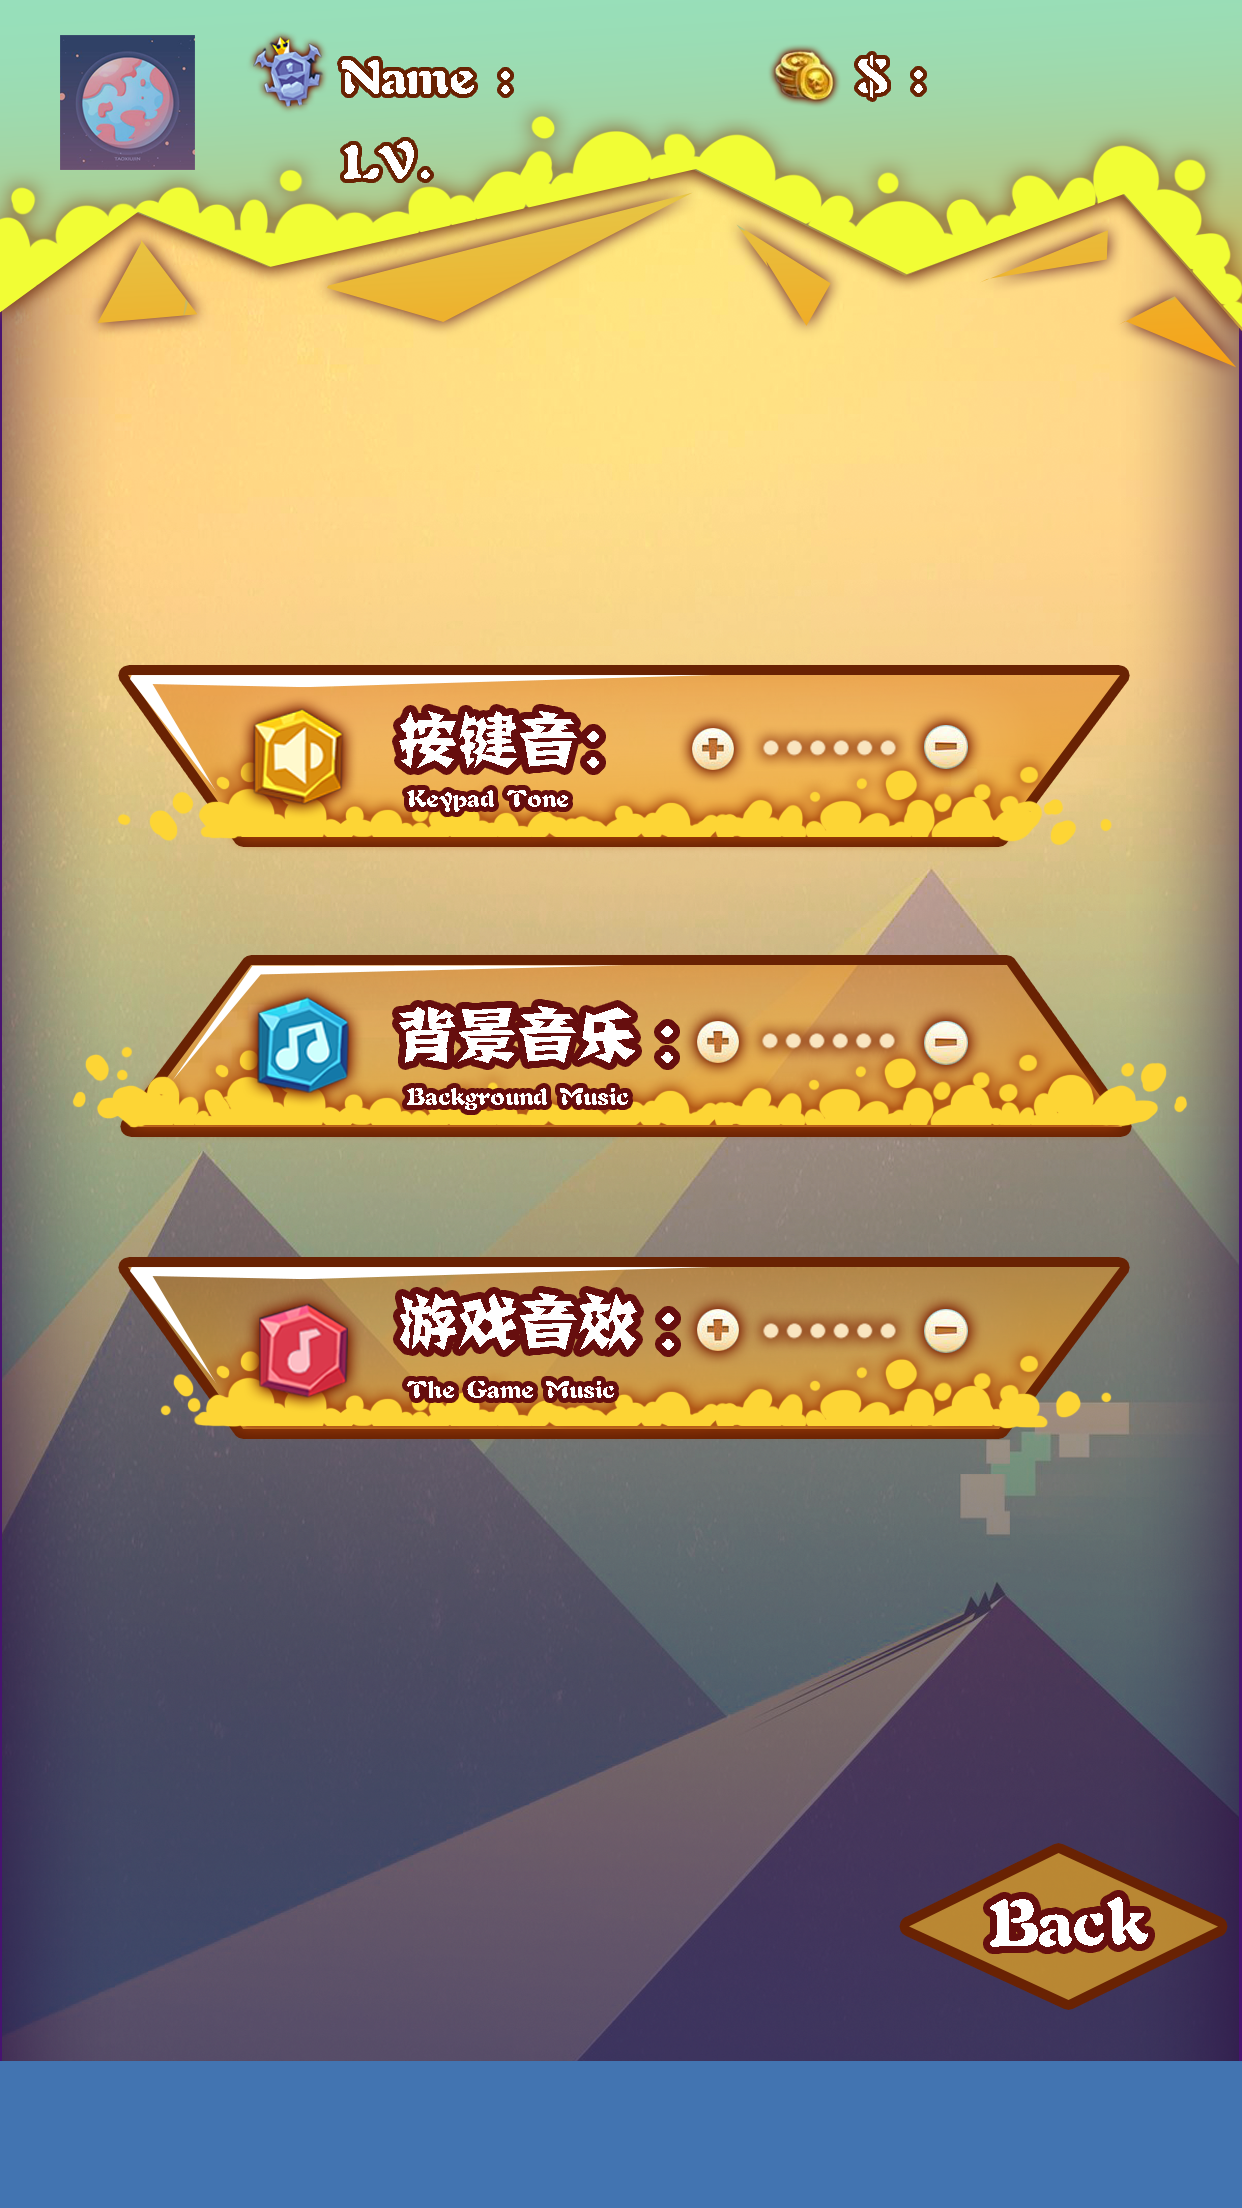 Name :
$ :
LV.
按键音:
Keypad Tone
背景音乐 :
Background Music
游戏音效 :
The Game Music
Back